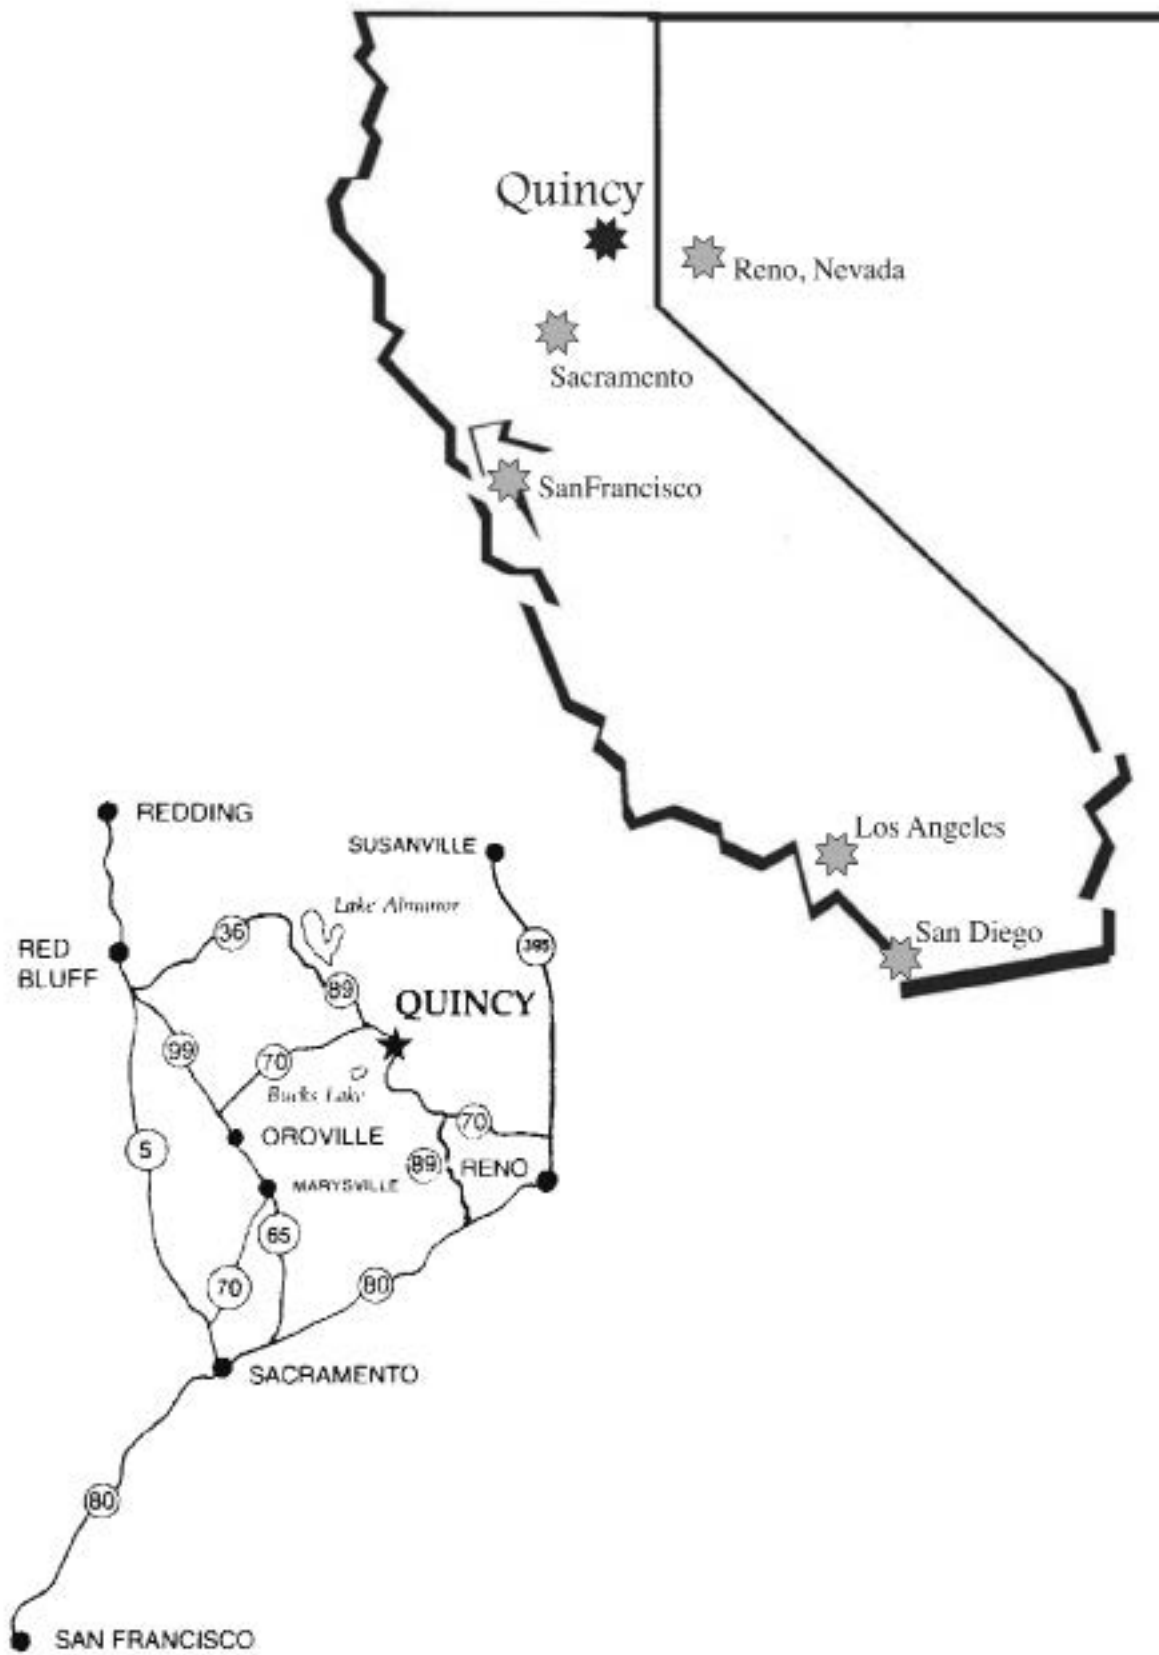 Quincy
Reno, Nevada
Sacramento
SanFrancisco
Los Angeles
San Diego
REDDING
SUSANVILLE
Lake Almanor
36
RED
BLUFF
395
89
QUINCY
99
70
Bucks Lake
70
OROVILLE
5
89
RENO
MARYSVILLE
65
70
80
SACRAMENTO
80
SAN FRANCISCO